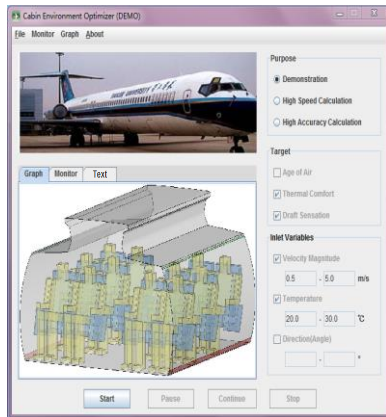 Cabin Environment Optimizer (DEMO)
File Monitor Graph About
TIANJIN UNIVERSITY
Purpose
Demonstration
High Speed Calculation
High Accuracy Calculation
Graph Monitor Text
Target
Age of Air
Thermal Comfort
Draft Sensation
Inlet Variables
Velocity Magnitude
0.5 - 5.0 m/s
Temperature
20.0 - 30.0 ℃
Direction(Angle)
- °
Start Pause Continue Stop